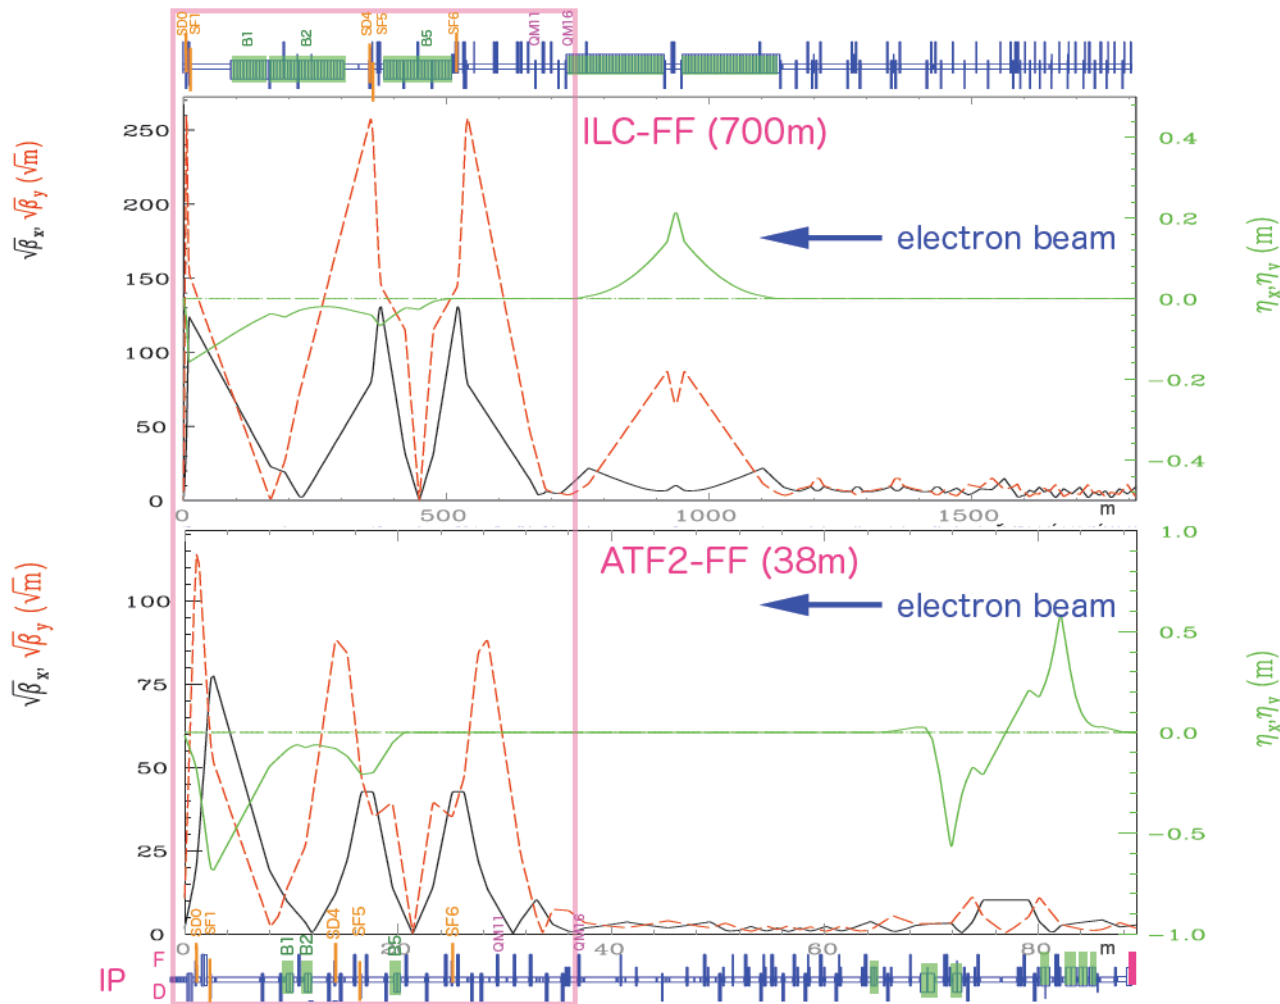 SD0 SF1 B1 B2 SD4 SF5 B5 SF6 QM11 QM16
ILC-FF (700m)
electron beam
√βx, √βy (√m)
250
200
150
100
50
0
0.4
0.2
0.0
−0.2
−0.4
ηx,ηy (m)
0 500 1000 1500 m
ATF2-FF (38m)
electron beam
√βx, √βy (√m)
100
75
50
25
0
1.0
0.5
0.0
−0.5
−1.0
ηx,ηy (m)
SD0 SF1 B1 B2 SD4 SF5 B5 SF6 QM11 QM16
0 20 40 60 80 m
IP F
D